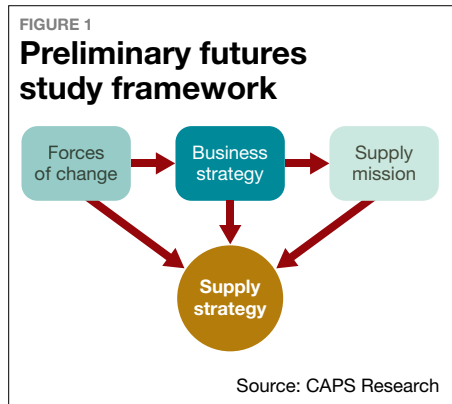 FIGURE 1
Preliminary futures
study framework
Forces
of change
Business
strategy
Supply
mission
Supply
strategy
Source: CAPS Research